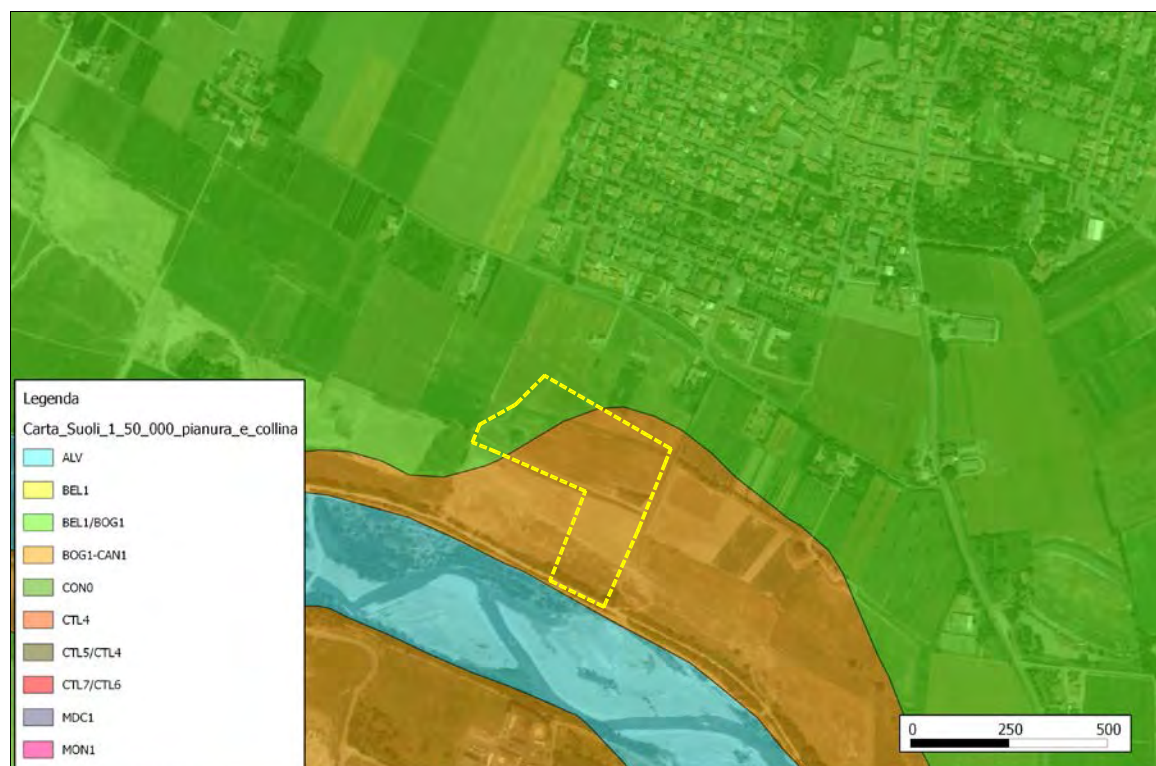 Legenda
Carta_Suoli_1_50_000_pianura_e_collina
ALV
BEL1
BEL1/BOG1
BOG1-CAN1
CON0
CTL4
CTL5/CTL4
CTL7/CTL6
MDC1
MON1
0 250 500